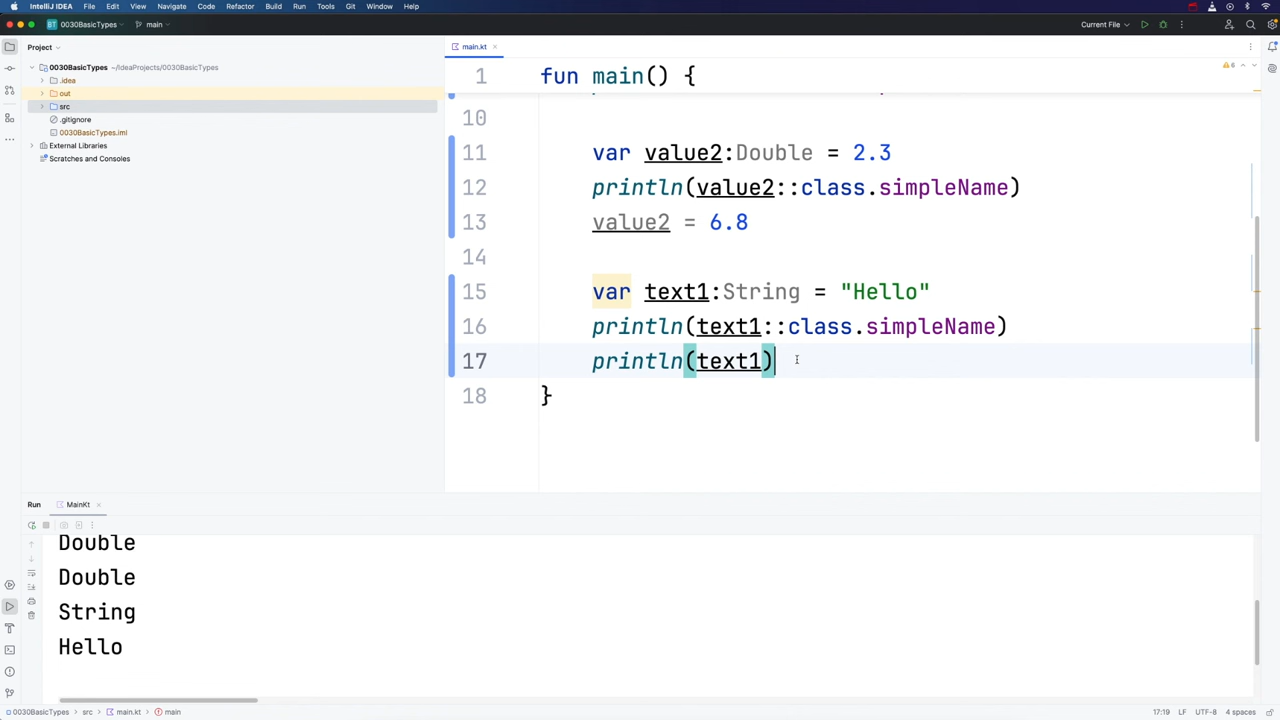 IntelliJ IDEA File Edit View Navigate Code Refactor Build Run Tools Git Window Help
BT 0030BasicTypes main Current File
Project
main.kt
0030BasicTypes ~/IdeaProjects/0030BasicTypes
.idea
out
src
.gitignore
0030BasicTypes.iml
External Libraries
Scratches and Consoles
6
1 fun main() {
10
11 var value2:Double = 2.3
12 println(value2::class.simpleName)
13 value2 = 6.8
14
15 var text1:String = "Hello"
16 println(text1::class.simpleName)
17 println(text1)
18 }
Run MainKt
Double
Double
String
Hello
0030BasicTypes > src > main.kt > main 17:19 LF UTF-8 4 spaces